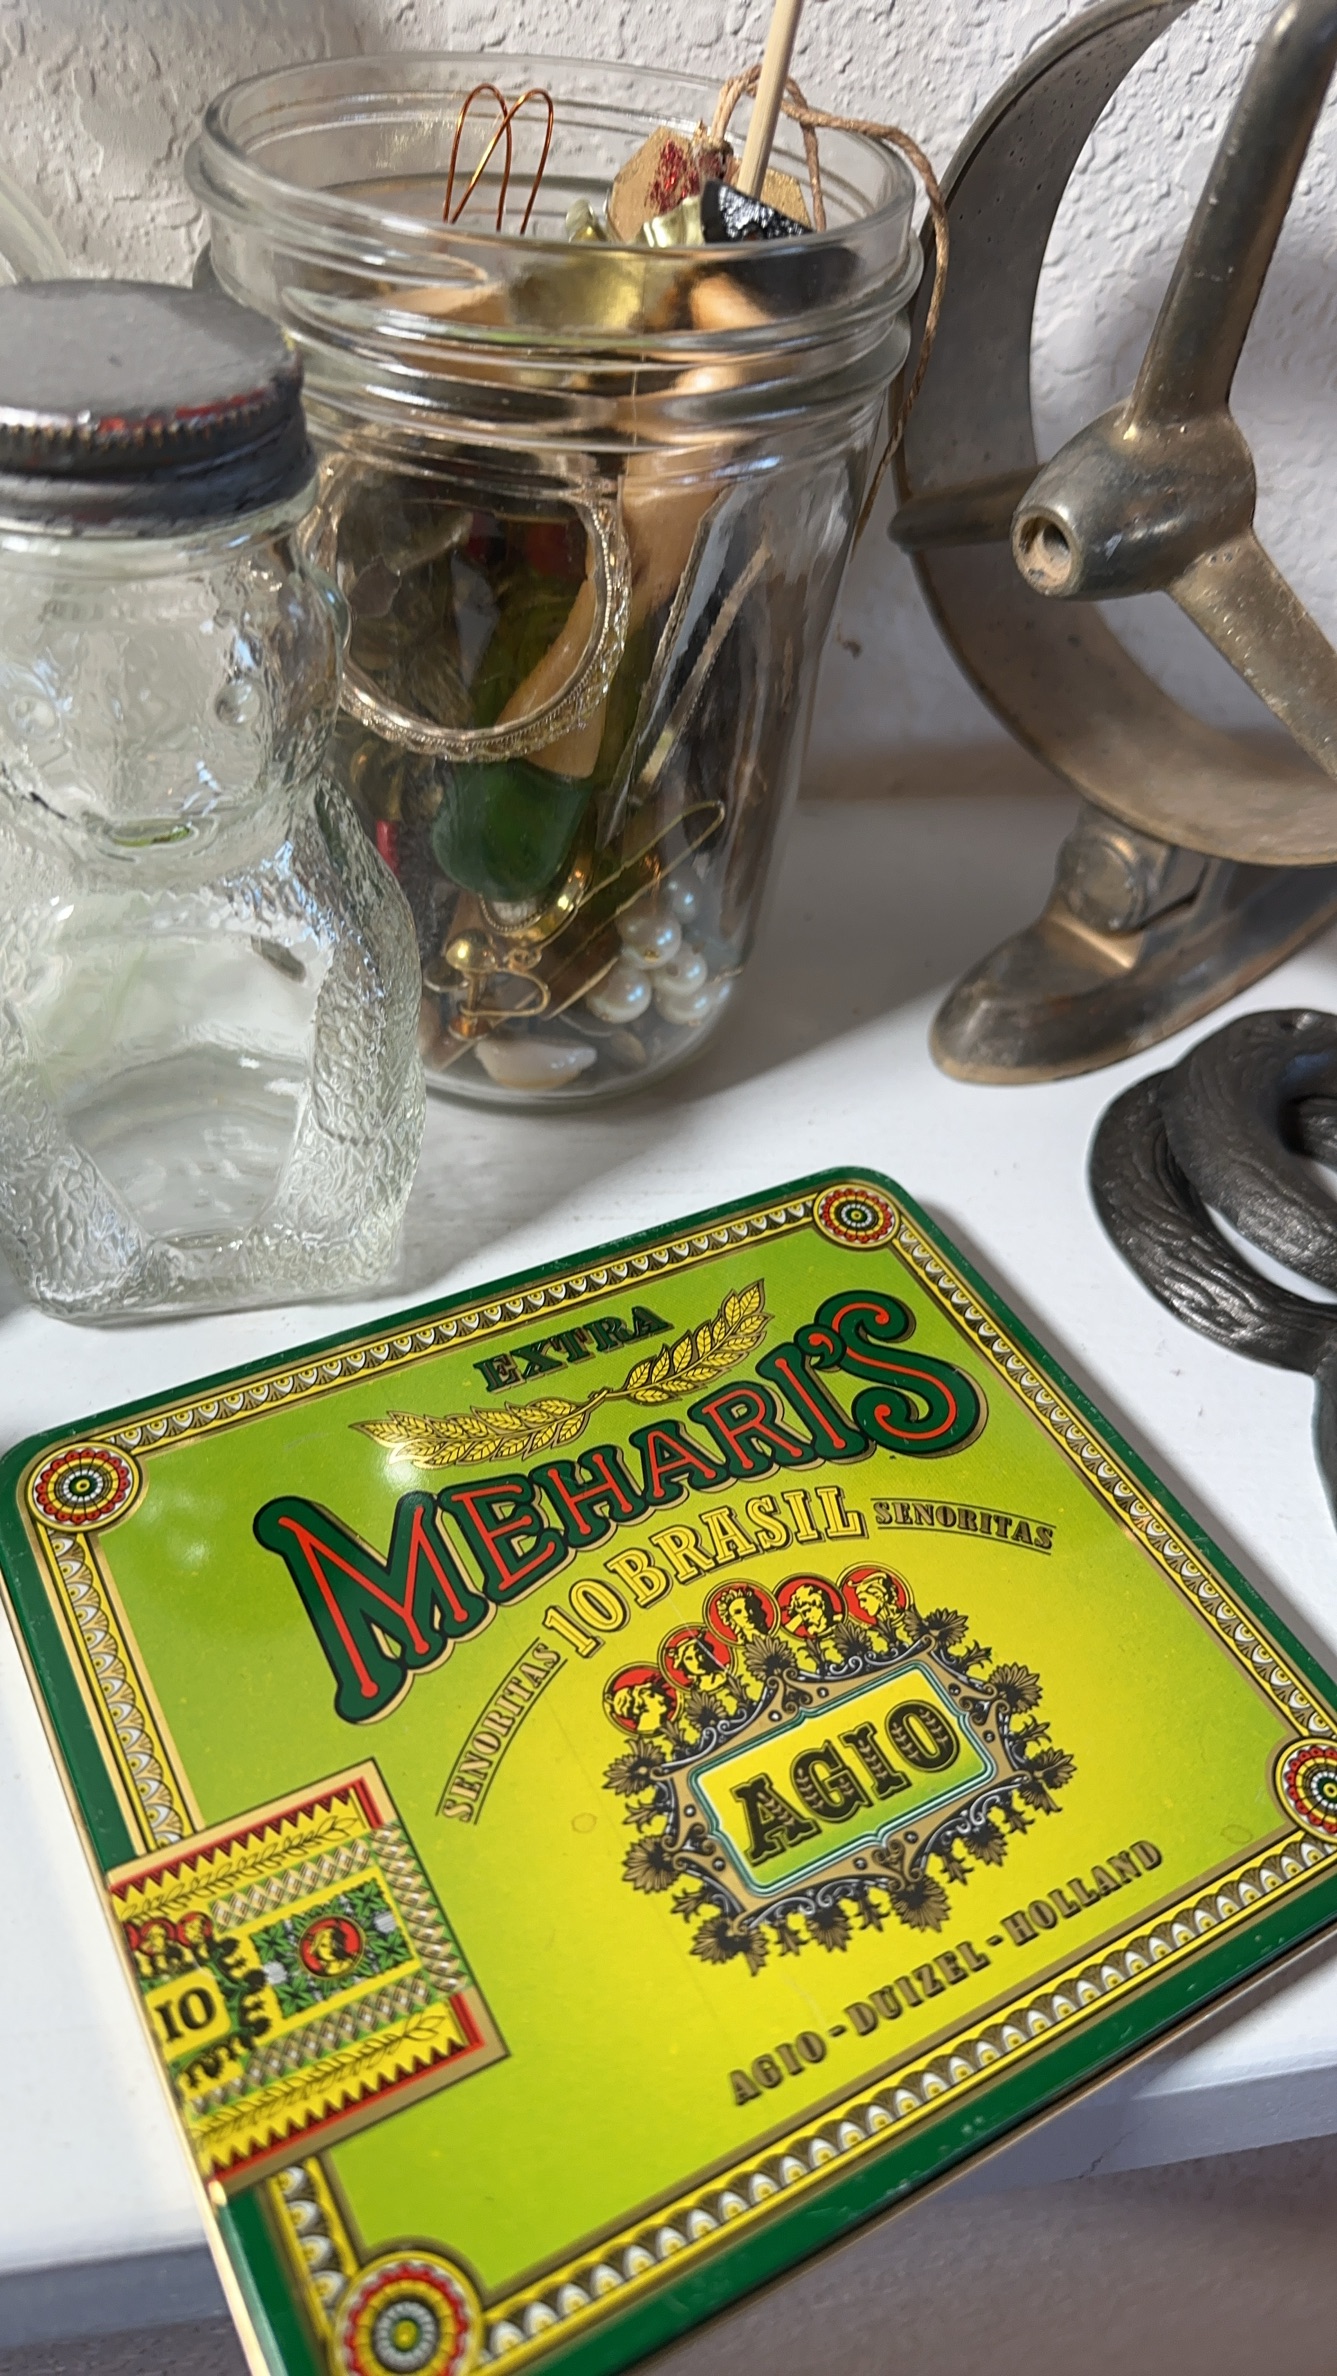 EXTRA
MEHARI'S
SENORITAS 10 BRASIL SENORITAS
AGIO
10
AGIO - DUIZEL - HOLLAND